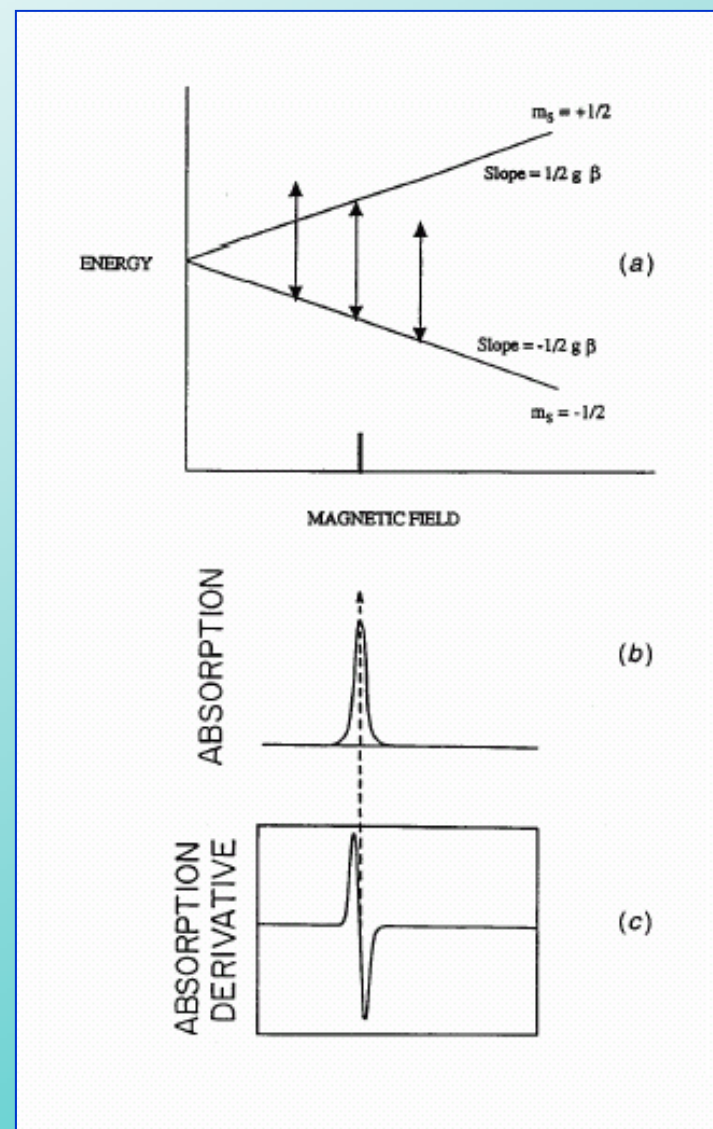 m_s = +1/2
Slope = 1/2 g β
ENERGY
(a)
Slope = -1/2 g β
m_s = -1/2
MAGNETIC FIELD
ABSORPTION
(b)
ABSORPTION
DERIVATIVE
(c)